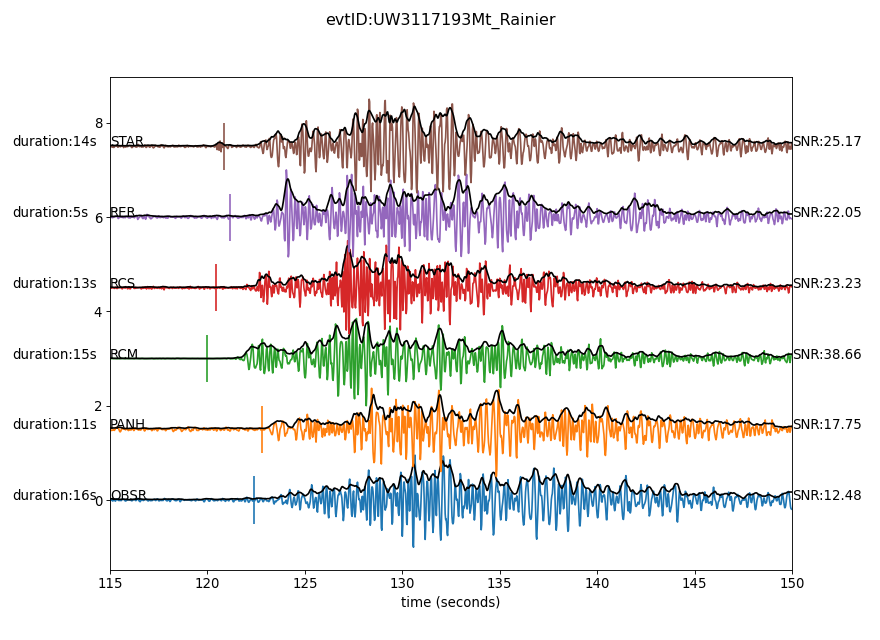 evtID:UW3117193Mt_Rainier
8
duration:14s STAR SNR:25.17
duration:5s RER SNR:22.05
6
duration:13s RCS SNR:23.23
4
duration:15s RCM SNR:38.66
2
duration:11s PANH SNR:17.75
duration:16s OBSR SNR:12.48
0
115 120 125 130 135 140 145 150
time (seconds)